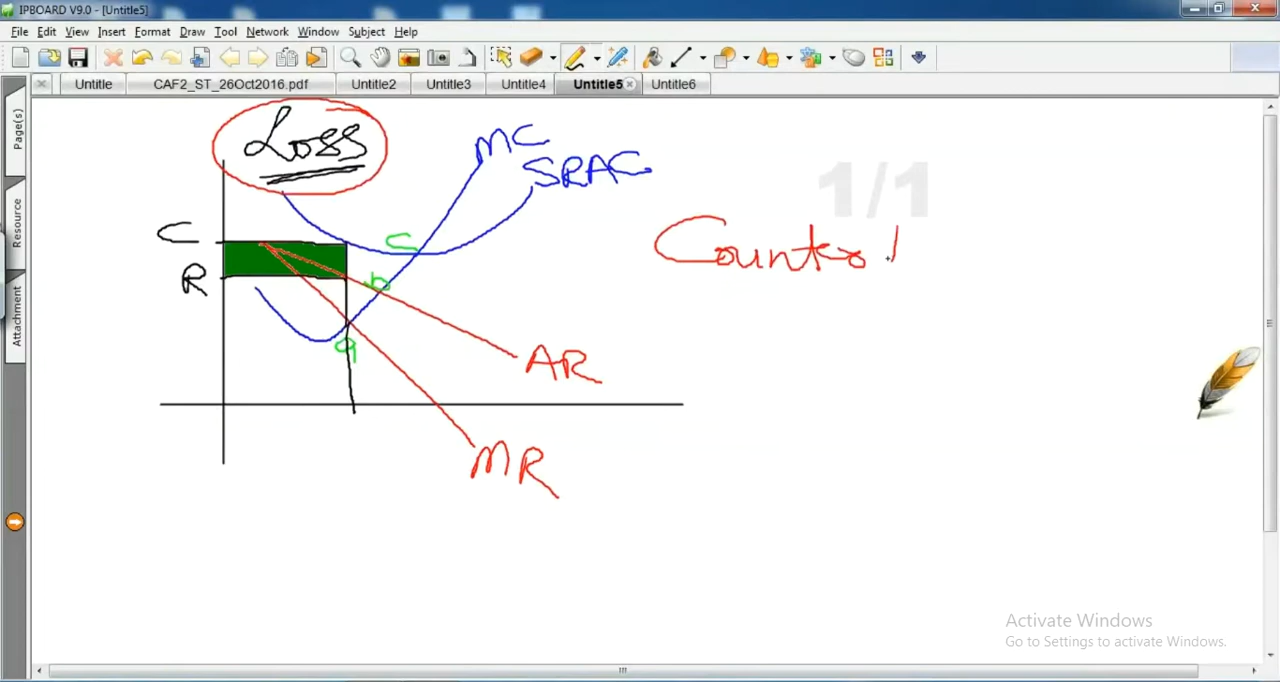 IPBOARD V9.0 - [Untitle5]
File Edit View Insert Format Draw Tool Network Window Subject Help
Untitle CAF2_ST_26Oct2016.pdf Untitle2 Untitle3 Untitle4 Untitle5 Untitle6
Page(s)
Resource
Attachment
Loss
MC
SRAC
1/1
C
R
c
b
a
Counter
AR
MR
Activate Windows
Go to Settings to activate Windows.